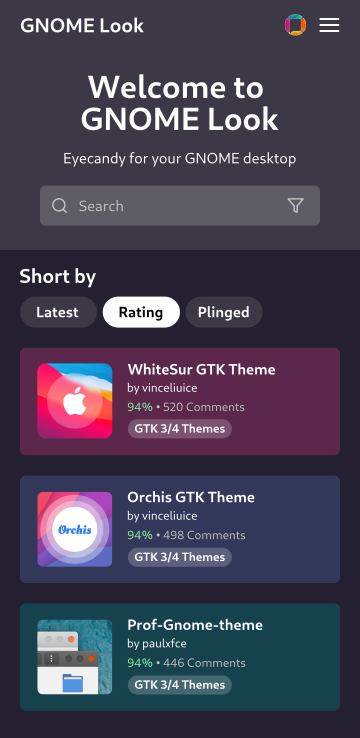 GNOME Look
Welcome to
GNOME Look
Eyecandy for your GNOME desktop
Search
Short by
Latest
Rating
Plinged
WhiteSur GTK Theme
by vinceliuice
94% • 520 Comments
GTK 3/4 Themes
Orchis
Orchis GTK Theme
by vinceliuice
94% • 498 Comments
GTK 3/4 Themes
Prof-Gnome-theme
by paulxfce
94% • 446 Comments
GTK 3/4 Themes